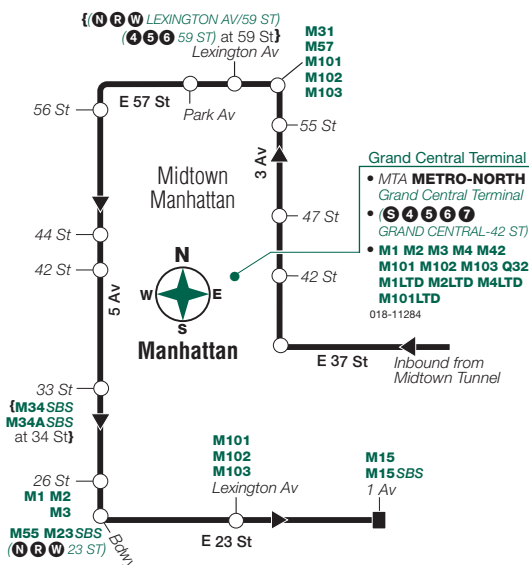 {(N R W LEXINGTON AV/59 ST)
(4 5 6 59 ST) at 59 St}
Lexington Av
M31
M57
M101
M102
M103
E 57 St
Park Av
56 St
55 St
3 Av
Midtown
Manhattan
Grand Central Terminal
• MTA METRO-NORTH
Grand Central Terminal
• (S 4 5 6 7
GRAND CENTRAL-42 ST)
• M1 M2 M3 M4 M42
M101 M102 M103 Q32
M1LTD M2LTD M4LTD
M101LTD
018-11284
47 St
44 St
42 St
42 St
5 Av
N
W E
S
Manhattan
E 37 St
Inbound from
Midtown Tunnel
33 St
{M34SBS
M34ASBS
at 34 St}
M101
M102
M103
Lexington Av
M15
M15SBS
1 Av
26 St
M1 M2
M3
M55 M23SBS
(N R W 23 ST)
Bdwy
E 23 St